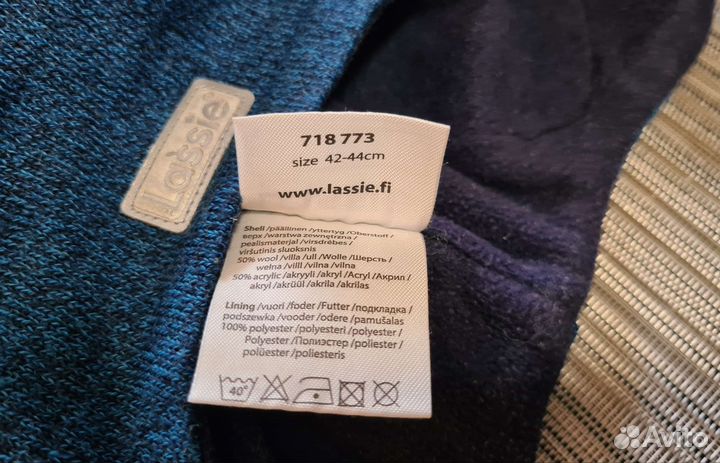 Lassie
718 773
size 42-44cm
www.lassie.fi
Shell /päällinen /yttertyg /Oberstoff /
верх /warstwa zewnętrzna /
pealismaterjal /virsdrēbes /
viršutinis sluoksnis
50% wool /villa /ull /Wolle /Шерсть /
wełna /vill /vilna /vilna
50% acrylic /akryyli /akryl /Acryl /Акрил /
akryl /akrüül /akrila /akrilas
Lining /vuori /foder /Futter /подкладка /
podszewka /vooder /odere /pamušalas
100% polyester /polyesteri /polyester /
Polyester /Полиэстер /poliester /
polüester /poliesteris
40°
Avito